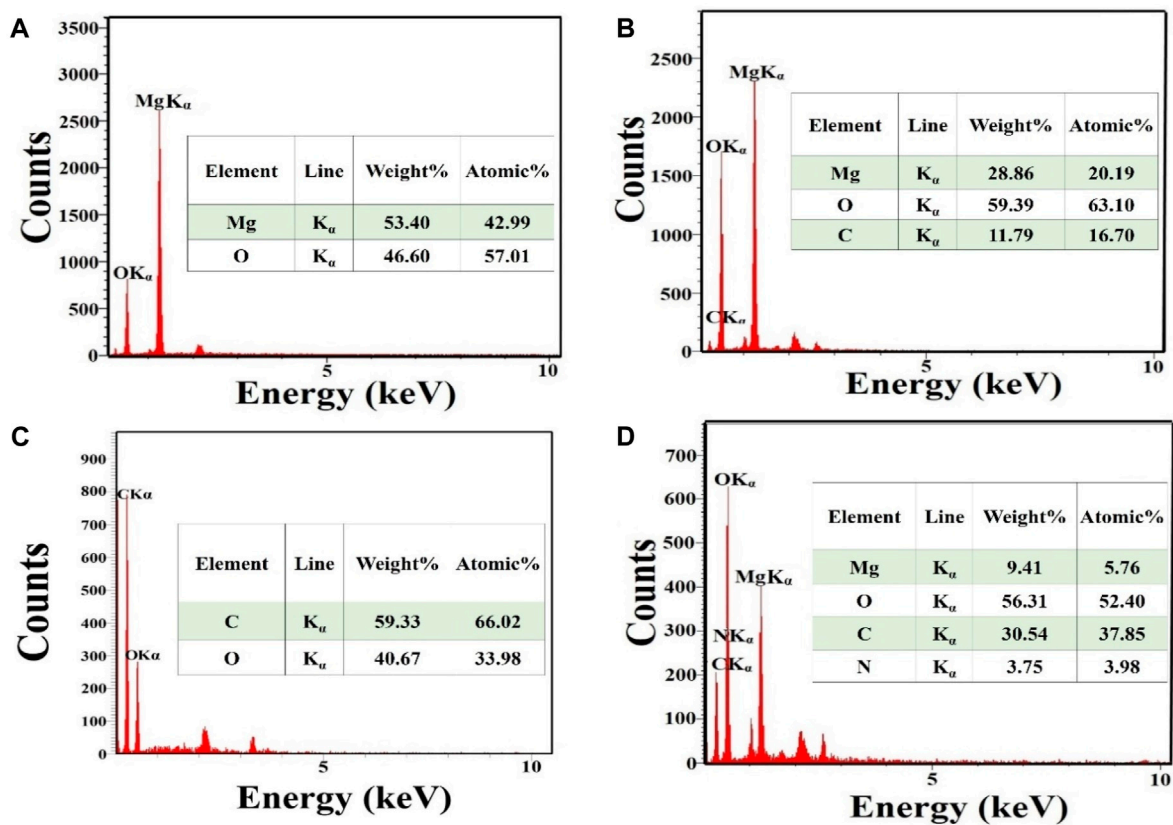 A
Counts
3500
3000
2500
2000
1500
1000
500
0
MgKα
OKα
Element Line Weight% Atomic%
Mg Kα 53.40 42.99
O Kα 46.60 57.01
5 10
Energy (keV)
B
Counts
2500
2000
1500
1000
500
0
MgKα
OKα
CKα
Element Line Weight% Atomic%
Mg Kα 28.86 20.19
O Kα 59.39 63.10
C Kα 11.79 16.70
5 10
Energy (keV)
C
Counts
900
800
700
600
500
400
300
200
100
0
CKα
OKα
Element Line Weight% Atomic%
C Kα 59.33 66.02
O Kα 40.67 33.98
5 10
Energy (keV)
D
Counts
700
600
500
400
300
200
100
0
OKα
MgKα
NKα
CKα
Element Line Weight% Atomic%
Mg Kα 9.41 5.76
O Kα 56.31 52.40
C Kα 30.54 37.85
N Kα 3.75 3.98
5 10
Energy (keV)